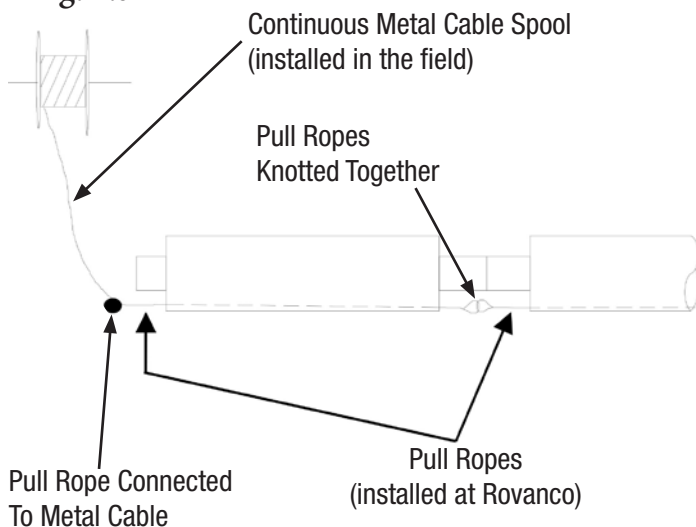 Continuous Metal Cable Spool
(installed in the field)
Pull Ropes
Knotted Together
Pull Rope Connected
To Metal Cable
Pull Ropes
(installed at Rovanco)